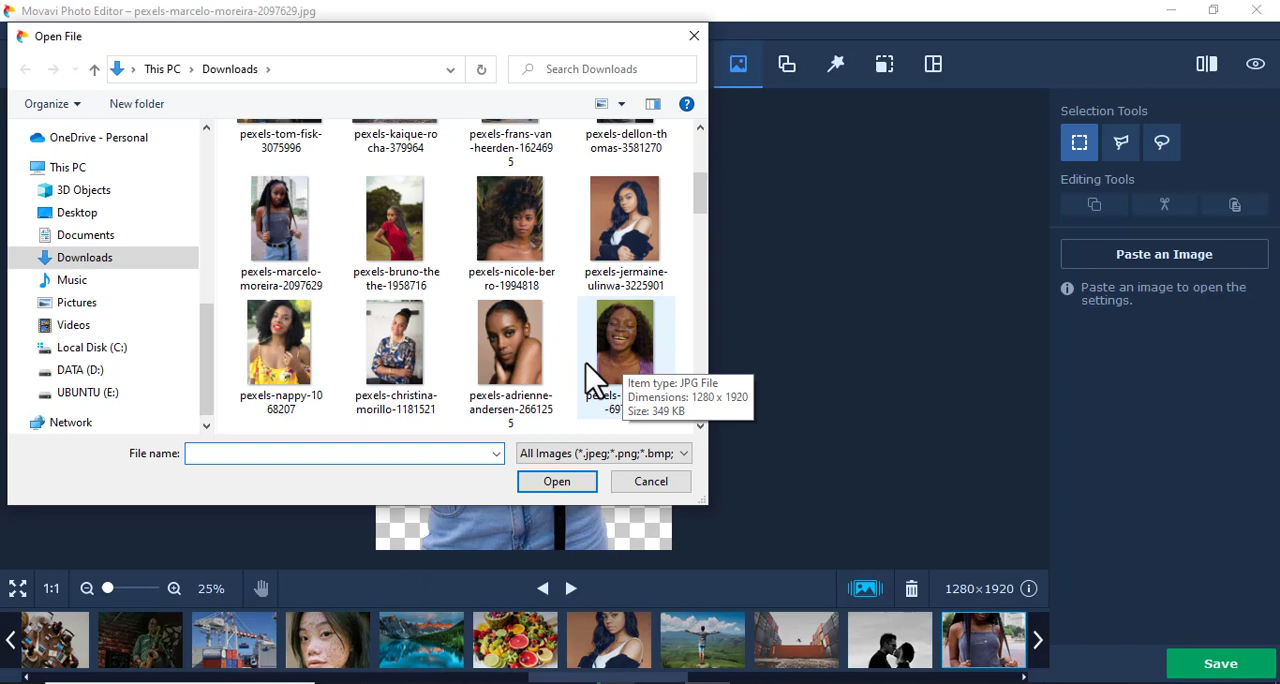 Movavi Photo Editor – pexels-marcelo-moreira-2097629.jpg
Open File
This PC
Downloads
Search Downloads
Organize
New folder
OneDrive - Personal
This PC
3D Objects
Desktop
Documents
Downloads
Music
Pictures
Videos
Local Disk (C:)
DATA (D:)
UBUNTU (E:)
Network
pexels-tom-fisk-
3075996
pexels-kaique-ro
cha-379964
pexels-frans-van
-heerden-162469
5
pexels-dellon-th
omas-3581270
pexels-marcelo-
moreira-2097629
pexels-bruno-the
the-1958716
pexels-nicole-ber
ro-1994818
pexels-jermaine-
ulinwa-3225901
pexels-nappy-10
68207
pexels-christina-
morillo-1181521
pexels-adrienne-
andersen-266125
5
Item type: JPG File
Dimensions: 1280 x 1920
Size: 349 KB
File name:
All Images (*.jpeg;*.png;*.bmp;
Open
Cancel
Selection Tools
Editing Tools
Paste an Image
Paste an image to open the
settings.
1:1
25%
1280×1920
Save